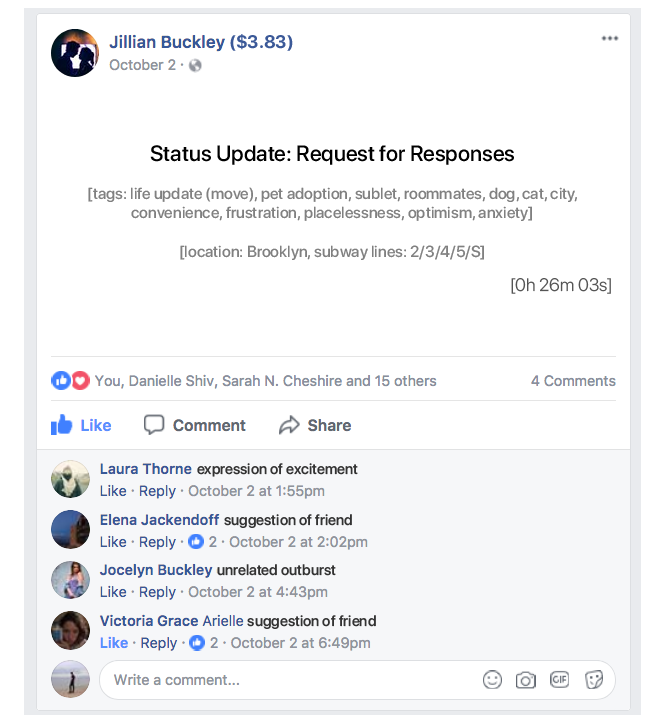 Jillian Buckley ($3.83)
October 2 ·
Status Update: Request for Responses
[tags: life update (move), pet adoption, sublet, roommates, dog, cat, city,
convenience, frustration, placelessness, optimism, anxiety]
[location: Brooklyn, subway lines: 2/3/4/5/S]
[0h 26m 03s]
You, Danielle Shiv, Sarah N. Cheshire and 15 others 4 Comments
Like Comment Share
Laura Thorne expression of excitement
Like · Reply · October 2 at 1:55pm
Elena Jackendoff suggestion of friend
Like · Reply · 2 · October 2 at 2:02pm
Jocelyn Buckley unrelated outburst
Like · Reply · October 2 at 4:43pm
Victoria Grace Arielle suggestion of friend
Like · Reply · 2 · October 2 at 6:49pm
Write a comment... GIF